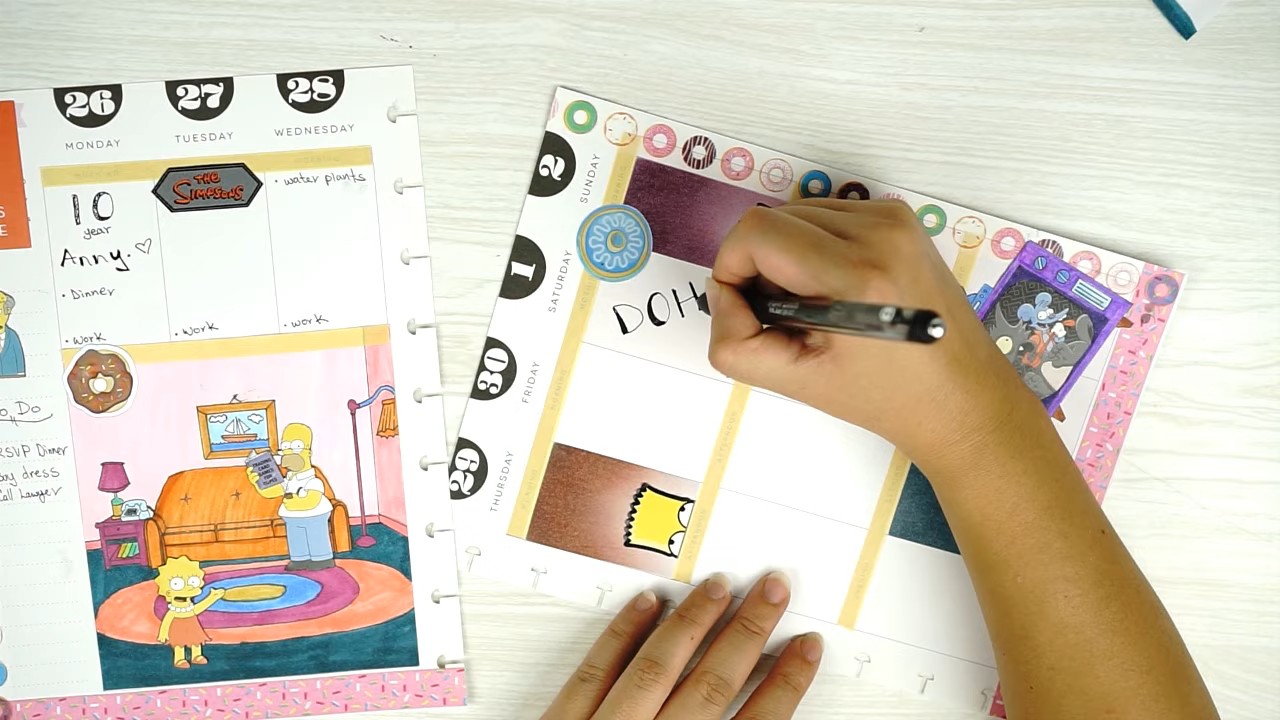 26
27
28
MONDAY
TUESDAY
WEDNESDAY
THE
SIMPSONS
• water plants
10
year
Anny. ♡
• Dinner
• work
• work
• work
Do
RSVP Dinner
dress
Call Lawyer
2
SUNDAY
1
SATURDAY
30
FRIDAY
29
THURSDAY
DOH